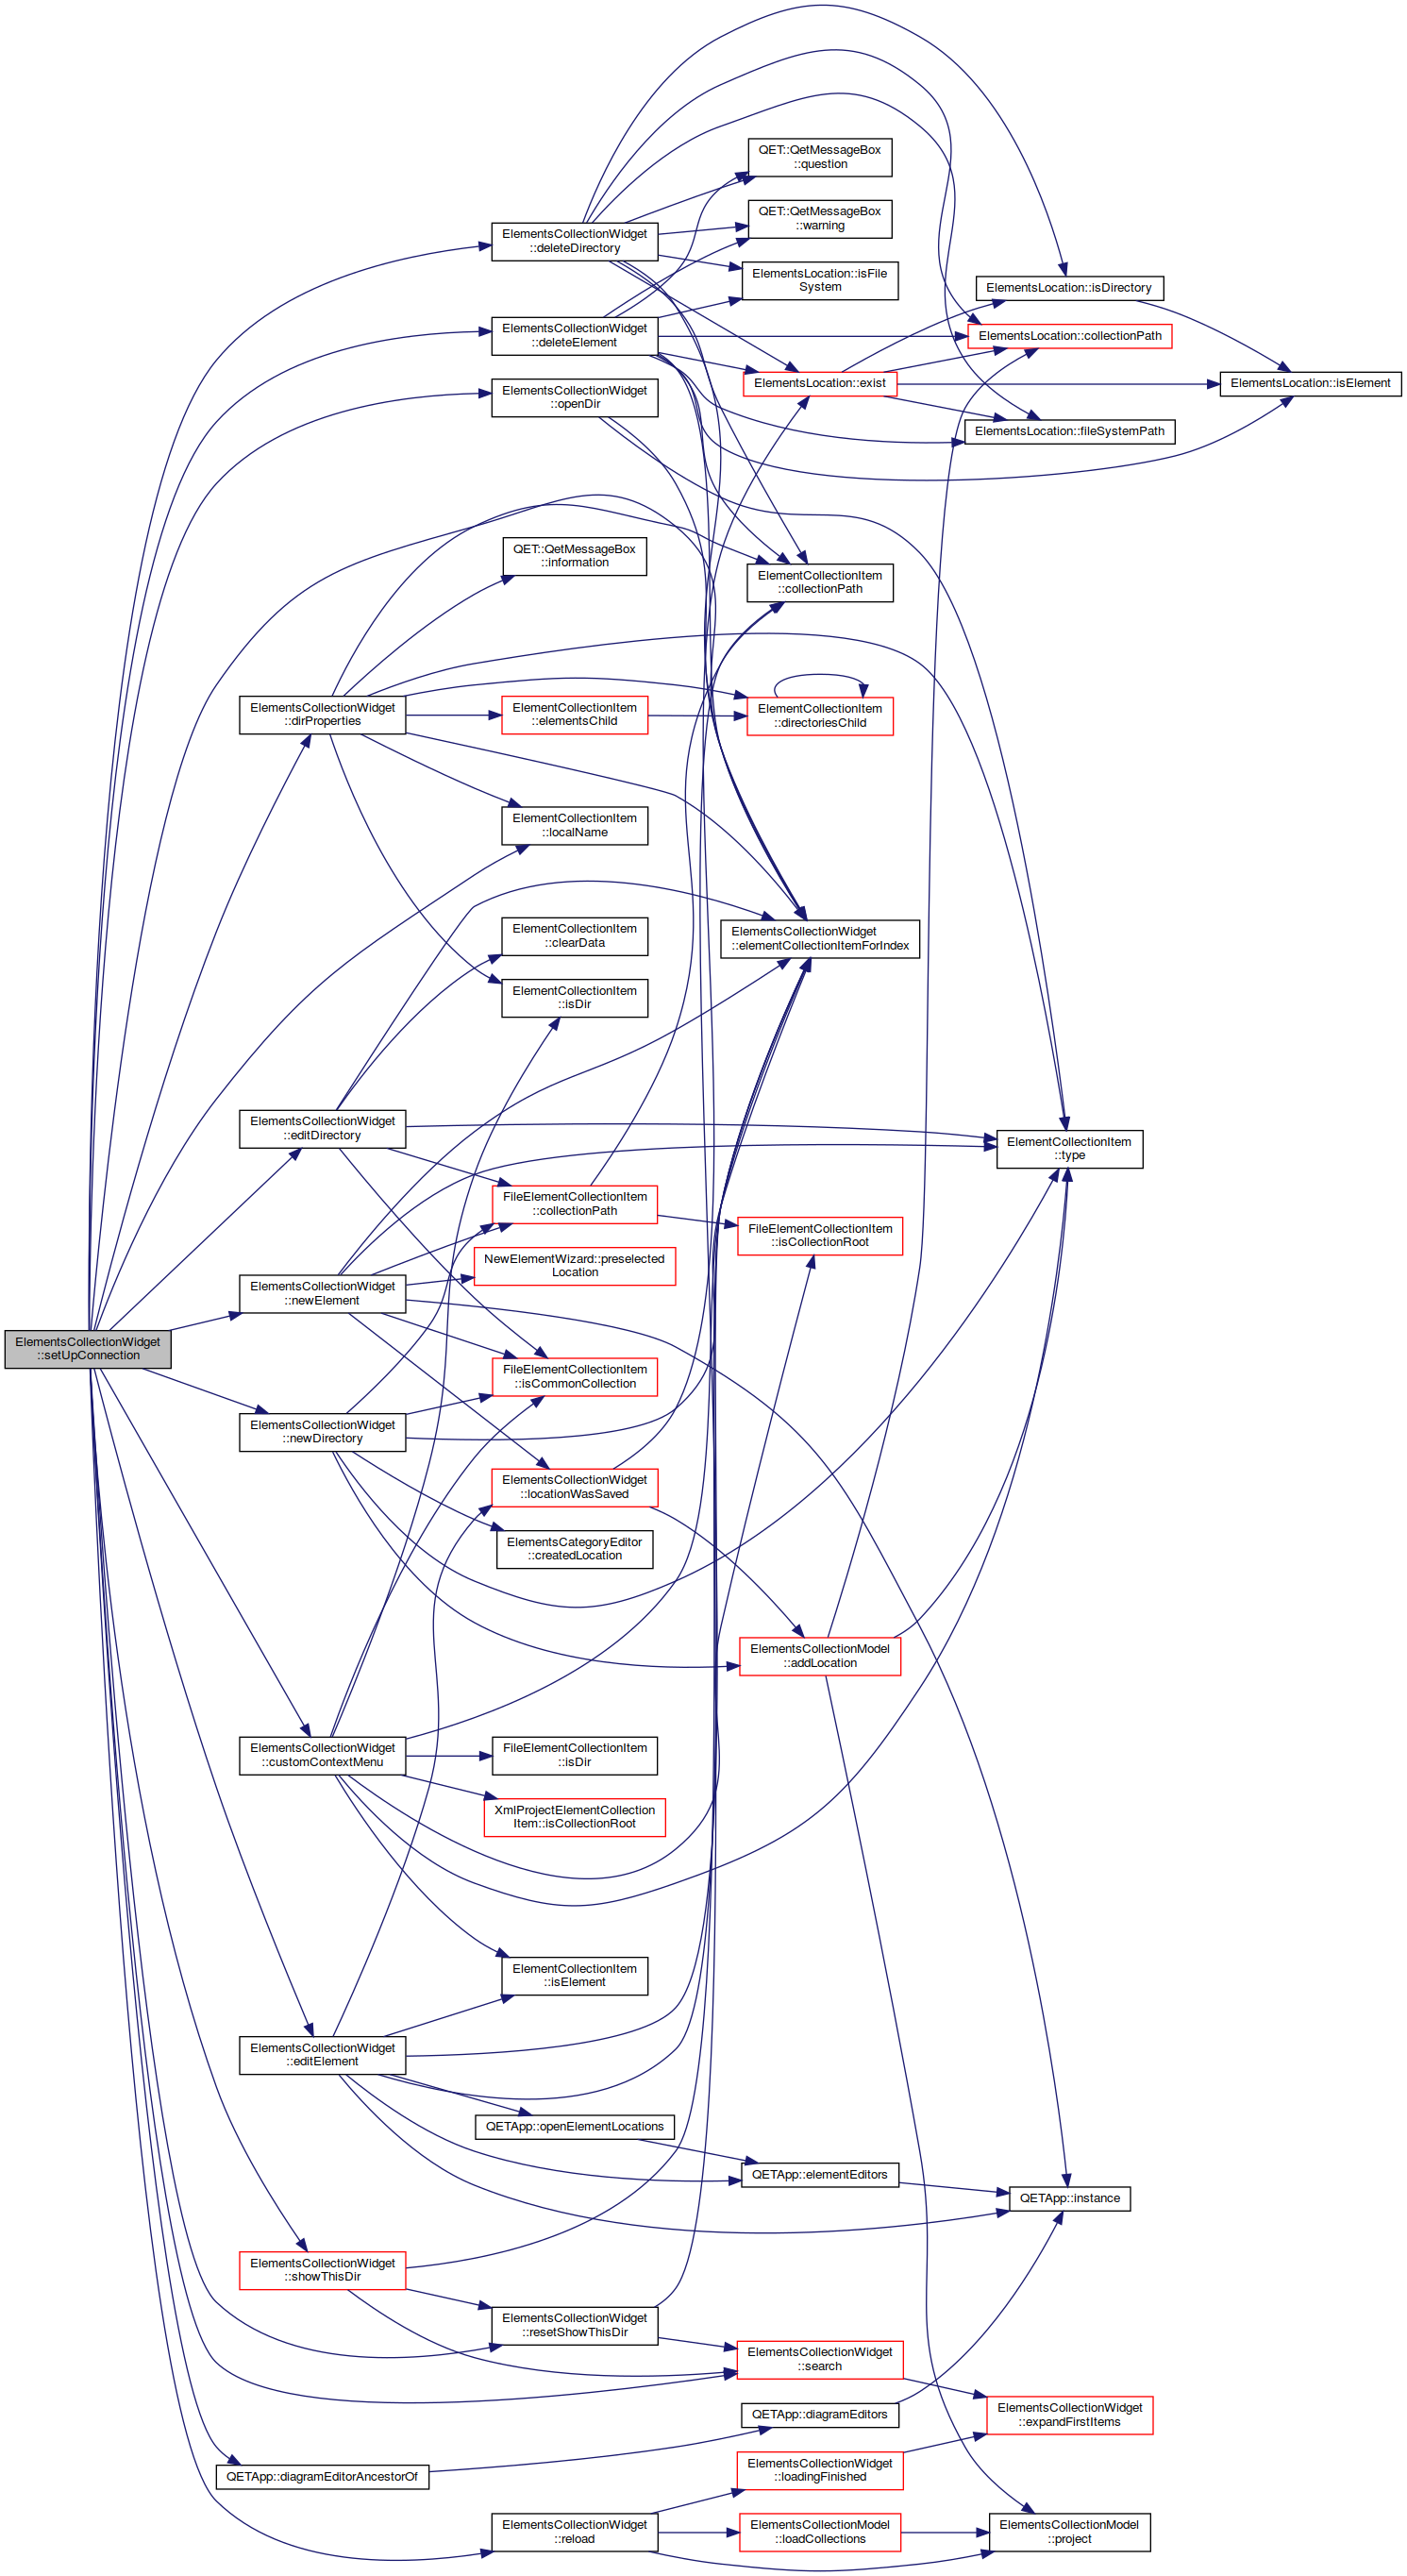 QET::QetMessageBox
::question
QET::QetMessageBox
::warning
ElementsCollectionWidget
::deleteDirectory
ElementsLocation::isFile
System
ElementsLocation::isDirectory
ElementsCollectionWidget
::deleteElement
ElementsLocation::collectionPath
ElementsLocation::exist
ElementsLocation::isElement
ElementsCollectionWidget
::openDir
ElementsLocation::fileSystemPath
QET::QetMessageBox
::information
ElementCollectionItem
::collectionPath
ElementsCollectionWidget
::dirProperties
ElementCollectionItem
::elementsChild
ElementCollectionItem
::directoriesChild
ElementCollectionItem
::localName
ElementCollectionItem
::clearData
ElementsCollectionWidget
::elementCollectionItemForIndex
ElementCollectionItem
::isDir
ElementsCollectionWidget
::editDirectory
ElementCollectionItem
::type
FileElementCollectionItem
::collectionPath
FileElementCollectionItem
::isCollectionRoot
NewElementWizard::preselected
Location
ElementsCollectionWidget
::newElement
ElementsCollectionWidget
::setUpConnection
FileElementCollectionItem
::isCommonCollection
ElementsCollectionWidget
::newDirectory
ElementsCollectionWidget
::locationWasSaved
ElementsCategoryEditor
::createdLocation
ElementsCollectionModel
::addLocation
ElementsCollectionWidget
::customContextMenu
FileElementCollectionItem
::isDir
XmlProjectElementCollection
Item::isCollectionRoot
ElementCollectionItem
::isElement
ElementsCollectionWidget
::editElement
QETApp::openElementLocations
QETApp::elementEditors
QETApp::instance
ElementsCollectionWidget
::showThisDir
ElementsCollectionWidget
::resetShowThisDir
ElementsCollectionWidget
::search
QETApp::diagramEditors
ElementsCollectionWidget
::expandFirstItems
QETApp::diagramEditorAncestorOf
ElementsCollectionWidget
::loadingFinished
ElementsCollectionWidget
::reload
ElementsCollectionModel
::loadCollections
ElementsCollectionModel
::project